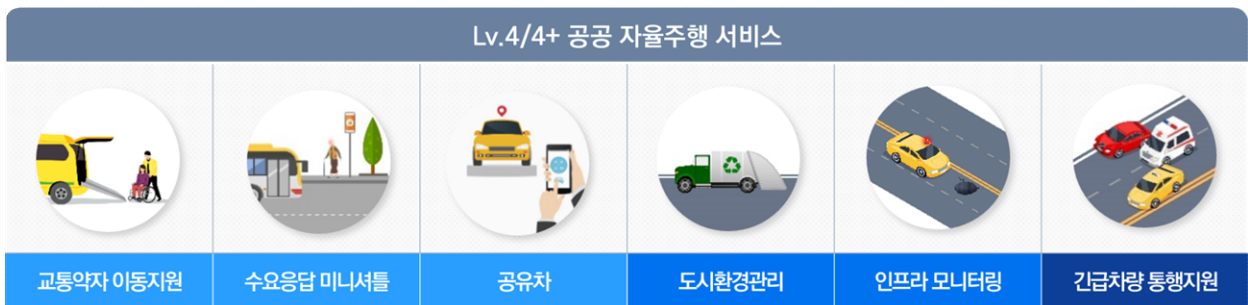 Lv.4/4+ 공공 자율주행 서비스
교통약자 이동지원
수요응답 미니셔틀
공유차
도시환경관리
인프라 모니터링
긴급차량 통행지원